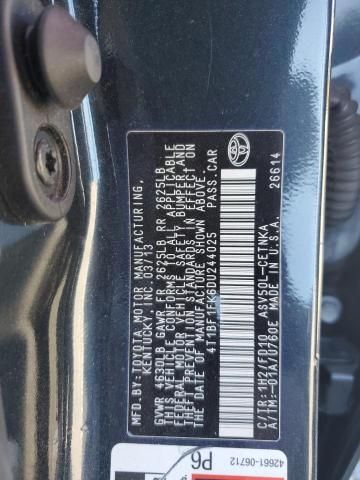 MFD. BY: TOYOTA MOTOR MANUFACTURING,
KENTUCKY, INC. 03/13
GVWR 4630LB GAWR FR 2625LB RR 2625LB
THIS VEHICLE CONFORMS TO ALL APPLICABLE
FEDERAL MOTOR VEHICLE SAFETY, BUMPER, AND
THEFT PREVENTION STANDARDS IN EFFECT ON
THE DATE OF MANUFACTURE SHOWN ABOVE.
PASS. CAR
C/TR: 1H2/FD10 ASV50L-CETNKA
A/TM: -01A/U760E MADE IN U.S.A. 26614
42661-06712
P6